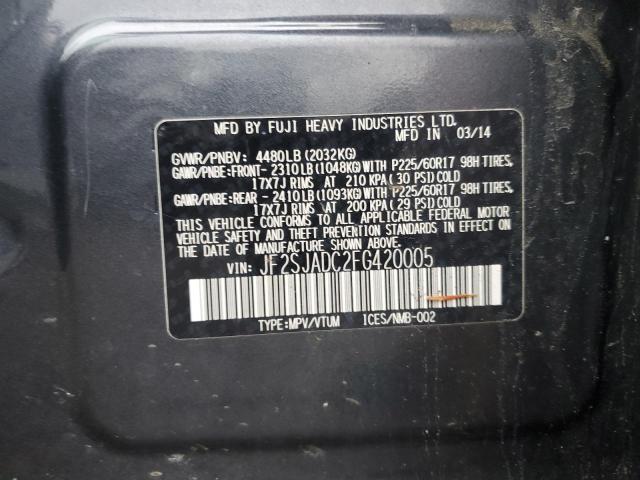 MFD. BY FUJI HEAVY INDUSTRIES LTD.
MFD IN 03/14
GVWR/PNBV: 4480LB(2032KG)
GAWR/PNBE:FRONT- 2310LB(1048KG)WITH P225/60R17 98H TIRES,
17X7J RIMS AT 210 KPA( 30 PSI)COLD
GAWR/PNBE:REAR - 2410LB(1093KG)WITH P225/60R17 98H TIRES,
17X7J RIMS AT 200 KPA( 29 PSI)COLD
THIS VEHICLE CONFORMS TO ALL APPLICABLE FEDERAL MOTOR
VEHICLE SAFETY AND THEFT PREVENTION STANDARDS IN EFFECT
ON THE DATE OF MANUFACTURE SHOWN ABOVE.
VIN: JF2SJADC2FG420005
TYPE:MPV/VTUM ICES/NMB-002